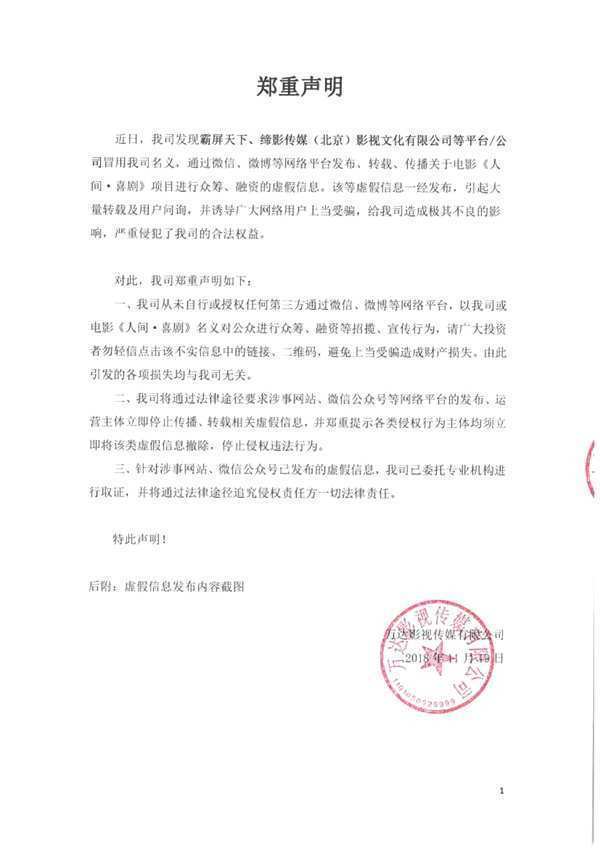 郑重声明
近日，我司发现霸屏天下、缔影传媒（北京）影视文化有限公司等平台/公
司冒用我司名义，通过微信、微博等网络平台发布、转载、传播关于电影《人
间·喜剧》项目进行众筹、融资的虚假信息。该等虚假信息一经发布，引起大
量转载及用户问询，并诱导广大网络用户上当受骗，给我司造成极其不良的影
响，严重侵犯了我司的合法权益。
对此，我司郑重声明如下：
一、我司从未自行或授权任何第三方通过微信、微博等网络平台，以我司或
电影《人间·喜剧》名义对公众进行众筹、融资等招揽、宣传行为，请广大投资
者勿轻信点击该不实信息中的链接、二维码，避免上当受骗造成财产损失。由此
引发的各项损失均与我司无关。
二、我司将通过法律途径要求涉事网站、微信公众号等网络平台的发布、运
营主体立即停止传播、转载相关虚假信息，并郑重提示各类侵权行为主体均须立
即将该类虚假信息撤除，停止侵权违法行为。
三、针对涉事网站、微信公众号已发布的虚假信息，我司已委托专业机构进
行取证，并将通过法律途径追究侵权责任方一切法律责任。
特此声明！
后附：虚假信息发布内容截图
万达影视传媒有限公司
2018 年 11 月 日
万达影视传媒有限公司
1